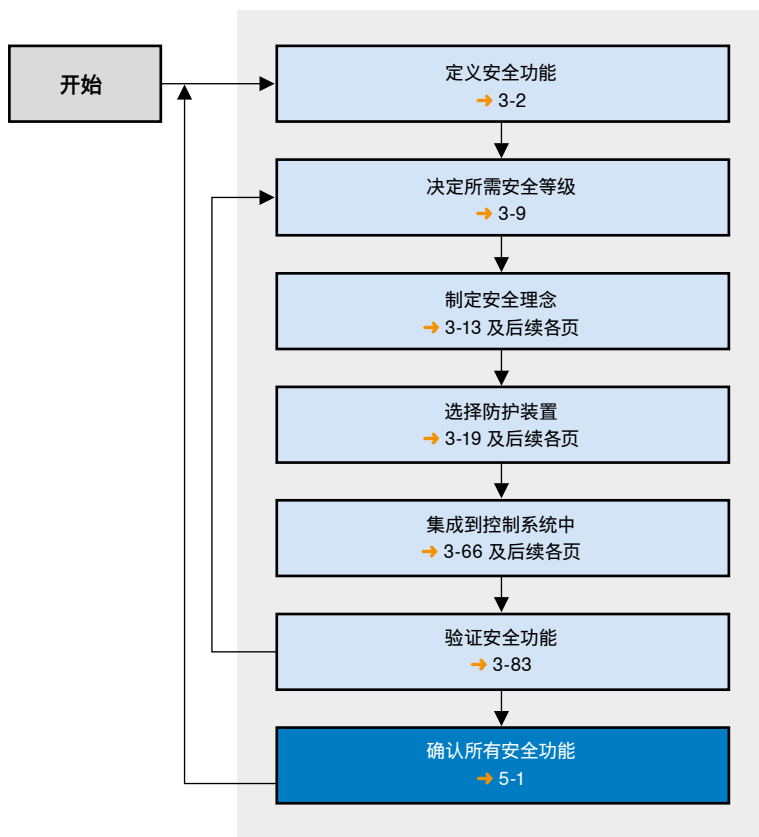 开始
定义安全功能
➔ 3-2
决定所需安全等级
➔ 3-9
制定安全理念
➔ 3-13 及后续各页
选择防护装置
➔ 3-19 及后续各页
集成到控制系统中
➔ 3-66 及后续各页
验证安全功能
➔ 3-83
确认所有安全功能
➔ 5-1